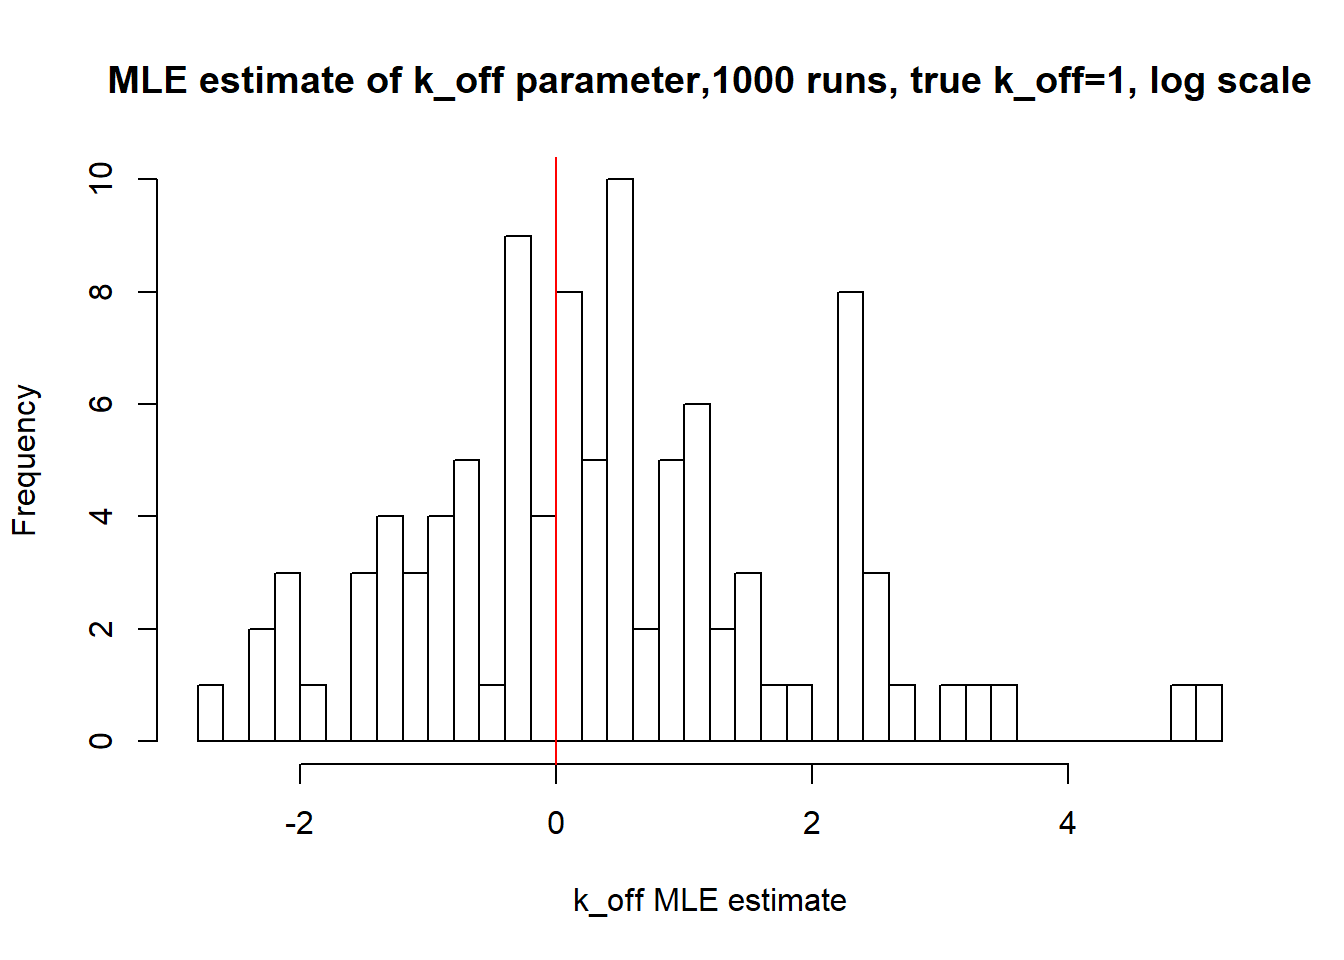 MLE estimate of k_off parameter,1000 runs, true k_off=1, log scale
10
8
6
4
2
0
Frequency
-2 0 2 4
k_off MLE estimate